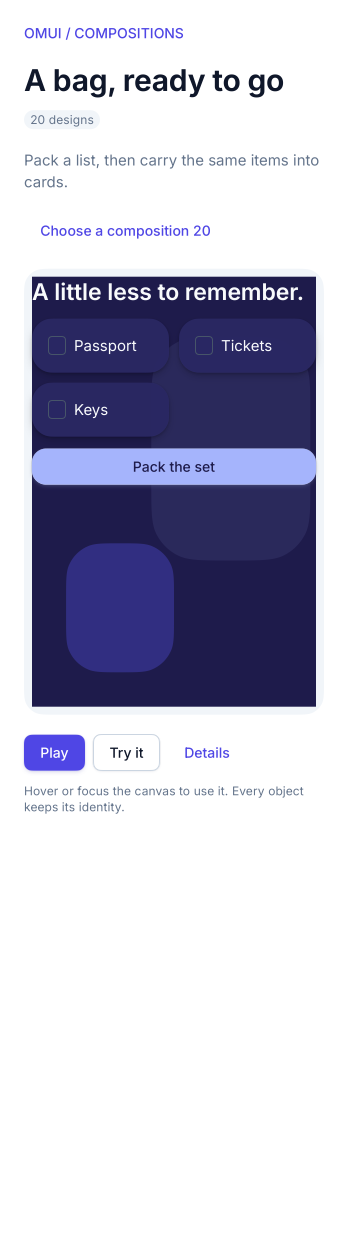 OMUI / COMPOSITIONS
A bag, ready to go
20 designs
Pack a list, then carry the same items into
cards.
Choose a composition 20
A little less to remember.
Passport
Tickets
Keys
Pack the set
Play
Try it
Details
Hover or focus the canvas to use it. Every object
keeps its identity.